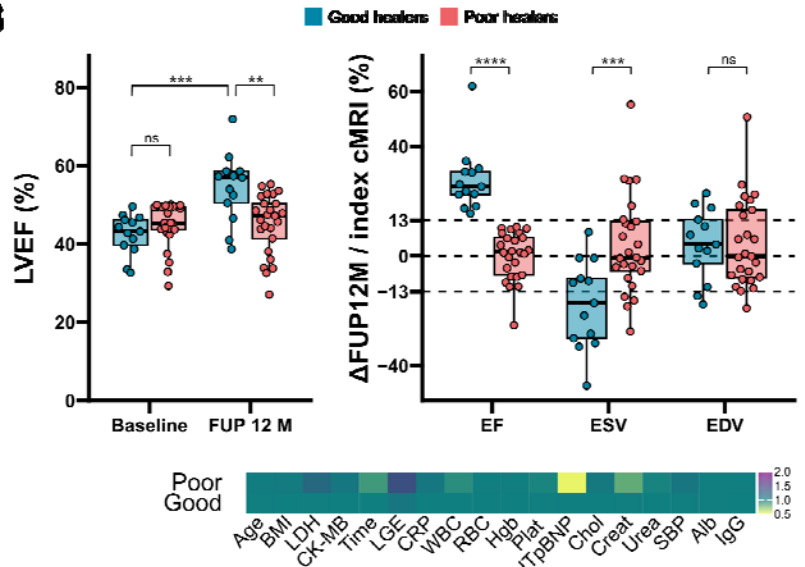 Good healers Poor healers
LVEF (%)
80
60
40
20
0
***
**
ns
Baseline FUP 12 M
ΔFUP12M / index cMRI (%)
60
40
13
0
−13
−40
****
***
ns
EF ESV EDV
Poor
Good
Age BMI LDH CK-MB Time LGE CRP WBC RBC Hgb Plat Chol Creat Urea SBP Alb IgG
2.0
1.5
1.0
0.5